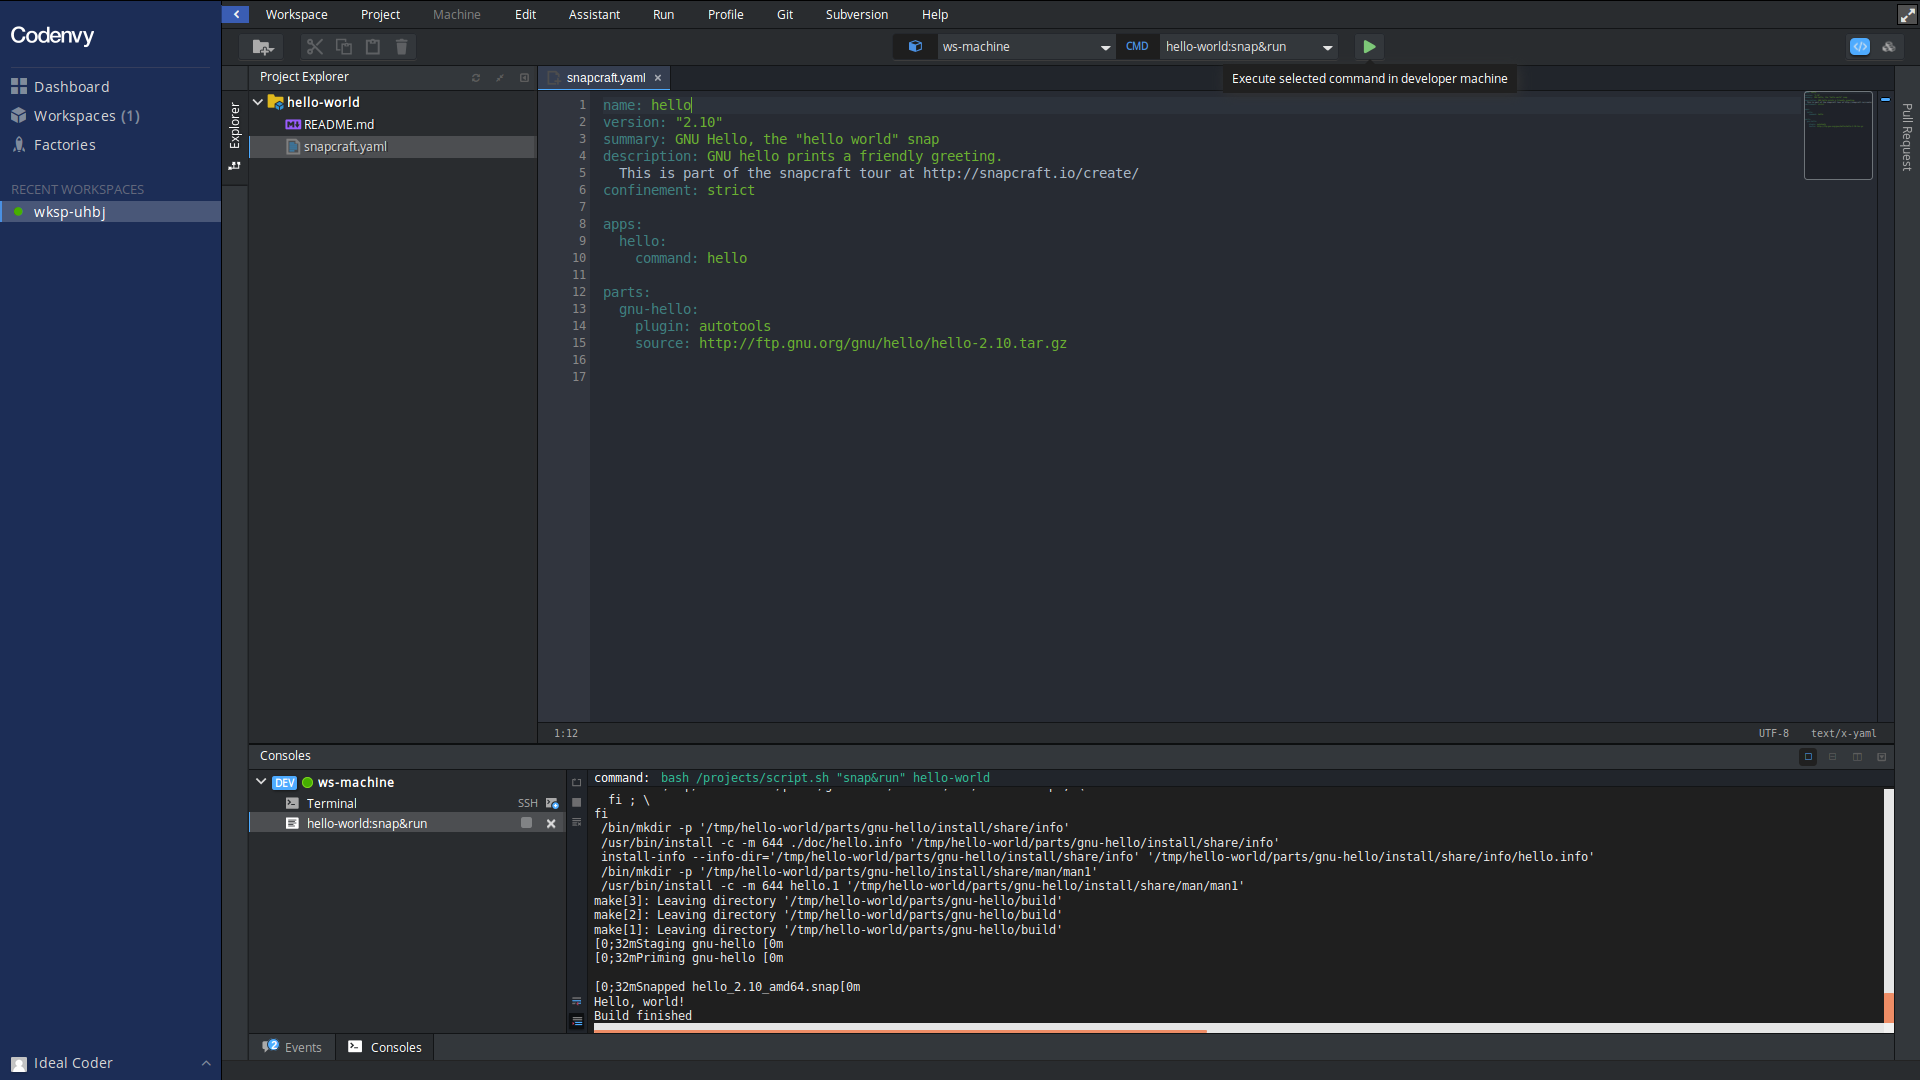 Codenvy
Dashboard
Workspaces (1)
Factories
RECENT WORKSPACES
wksp-uhbj
Ideal Coder
Workspace Project Machine Edit Assistant Run Profile Git Subversion Help
ws-machine CMD hello-world:snap&run
Execute selected command in developer machine
Explorer
Project Explorer
hello-world
README.md
snapcraft.yaml
snapcraft.yaml ×
1 name: hello
2 version: "2.10"
3 summary: GNU Hello, the "hello world" snap
4 description: GNU hello prints a friendly greeting.
5   This is part of the snapcraft tour at http://snapcraft.io/create/
6 confinement: strict
7
8 apps:
9   hello:
10     command: hello
11
12 parts:
13   gnu-hello:
14     plugin: autotools
15     source: http://ftp.gnu.org/gnu/hello/hello-2.10.tar.gz
16
17
1:12 UTF-8 text/x-yaml
Pull Request
Consoles
DEV ws-machine
Terminal SSH
hello-world:snap&run
command: bash /projects/script.sh "snap&run" hello-world
fi ; \
fi
/bin/mkdir -p '/tmp/hello-world/parts/gnu-hello/install/share/info'
/usr/bin/install -c -m 644 ./doc/hello.info '/tmp/hello-world/parts/gnu-hello/install/share/info'
install-info --info-dir='/tmp/hello-world/parts/gnu-hello/install/share/info' '/tmp/hello-world/parts/gnu-hello/install/share/info/hello.info'
/bin/mkdir -p '/tmp/hello-world/parts/gnu-hello/install/share/man/man1'
/usr/bin/install -c -m 644 hello.1 '/tmp/hello-world/parts/gnu-hello/install/share/man/man1'
make[3]: Leaving directory '/tmp/hello-world/parts/gnu-hello/build'
make[2]: Leaving directory '/tmp/hello-world/parts/gnu-hello/build'
make[1]: Leaving directory '/tmp/hello-world/parts/gnu-hello/build'
[0;32mStaging gnu-hello [0m
[0;32mPriming gnu-hello [0m
[0;32mSnapped hello_2.10_amd64.snap[0m
Hello, world!
Build finished
2 Events Consoles